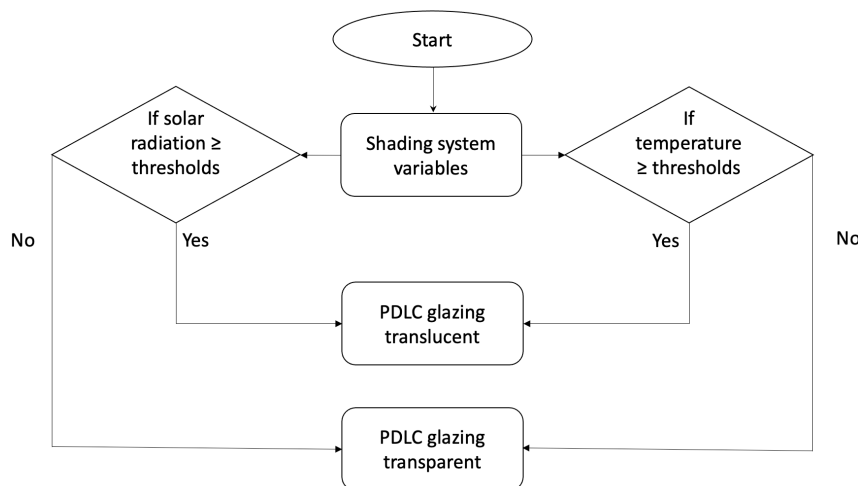 Start
If solar
radiation ≥
thresholds
Shading system
variables
If
temperature
≥ thresholds
No
Yes
Yes
No
PDLC glazing
translucent
PDLC glazing
transparent